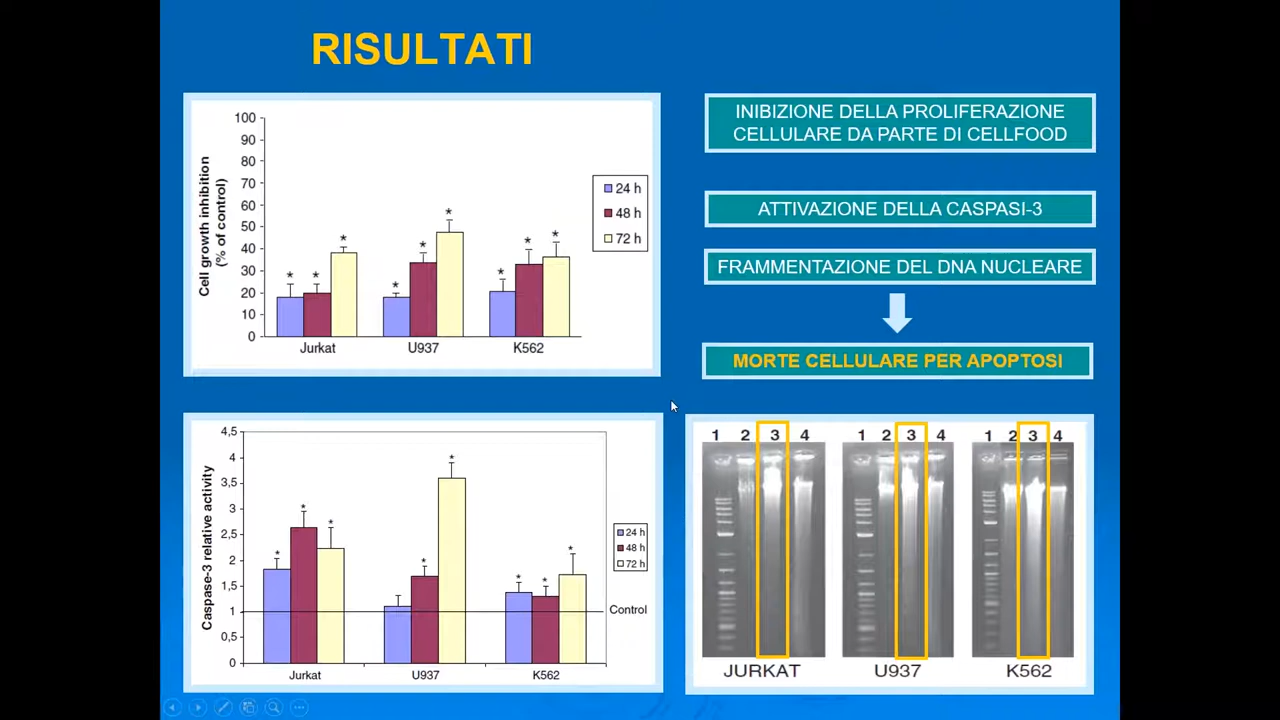 RISULTATI
Cell growth inhibition
(% of control)
100
90
80
70
60
50
40
30
20
10
0
* * *
* * *
* * *
Jurkat U937 K562
24 h
48 h
72 h
INIBIZIONE DELLA PROLIFERAZIONE
CELLULARE DA PARTE DI CELLFOOD
ATTIVAZIONE DELLA CASPASI-3
FRAMMENTAZIONE DEL DNA NUCLEARE
MORTE CELLULARE PER APOPTOSI
Caspase-3 relative activity
4,5
4
3,5
3
2,5
2
1,5
1
0,5
0
* * *
* *
* * *
Jurkat U937 K562
24 h
48 h
72 h
Control
1 2 3 4
1 2 3 4
1 2 3 4
JURKAT U937 K562